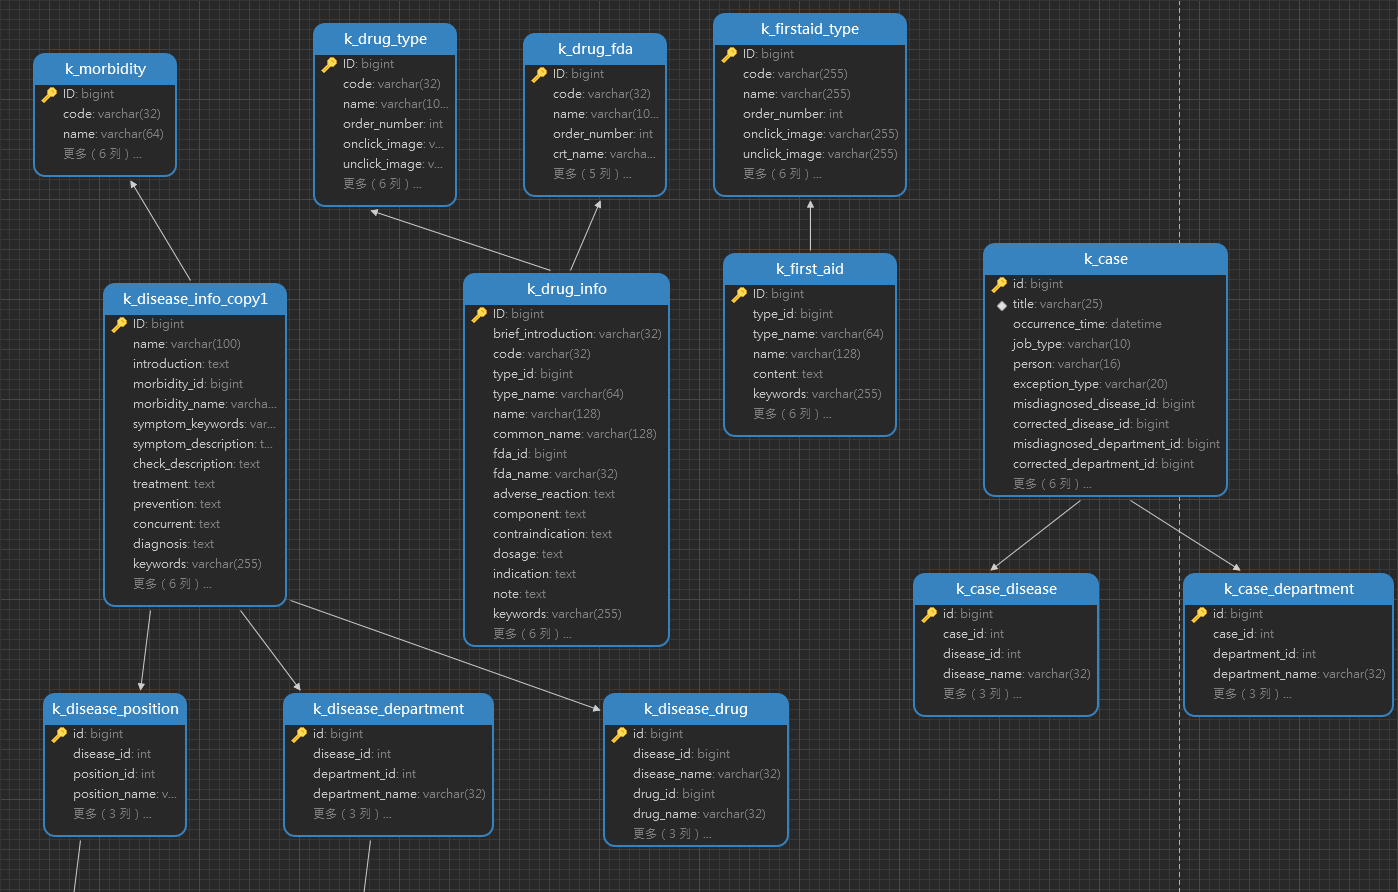 k_morbidity
ID: bigint
code: varchar(32)
name: varchar(64)
更多 ( 6 列 ) ...
k_drug_type
ID: bigint
code: varchar(32)
name: varchar(10...
order_number: int
onclick_image: v...
unclick_image: v...
更多 ( 6 列 ) ...
k_drug_fda
ID: bigint
code: varchar(32)
name: varchar(10...
order_number: int
crt_name: varcha...
更多 ( 5 列 ) ...
k_firstaid_type
ID: bigint
code: varchar(255)
name: varchar(255)
order_number: int
onclick_image: varchar(255)
unclick_image: varchar(255)
更多 ( 6 列 ) ...
k_disease_info_copy1
ID: bigint
name: varchar(100)
introduction: text
morbidity_id: bigint
morbidity_name: varcha...
symptom_keywords: var...
symptom_description: t...
check_description: text
treatment: text
prevention: text
concurrent: text
diagnosis: text
keywords: varchar(255)
更多 ( 6 列 ) ...
k_drug_info
ID: bigint
brief_introduction: varchar(32)
code: varchar(32)
type_id: bigint
type_name: varchar(64)
name: varchar(128)
common_name: varchar(128)
fda_id: bigint
fda_name: varchar(32)
adverse_reaction: text
component: text
contraindication: text
dosage: text
indication: text
note: text
keywords: varchar(255)
更多 ( 6 列 ) ...
k_first_aid
ID: bigint
type_id: bigint
type_name: varchar(64)
name: varchar(128)
content: text
keywords: varchar(255)
更多 ( 6 列 ) ...
k_case
id: bigint
title: varchar(25)
occurrence_time: datetime
job_type: varchar(10)
person: varchar(16)
exception_type: varchar(20)
misdiagnosed_disease_id: bigint
corrected_disease_id: bigint
misdiagnosed_department_id: bigint
corrected_department_id: bigint
更多 ( 6 列 ) ...
k_case_disease
id: bigint
case_id: int
disease_id: int
disease_name: varchar(32)
更多 ( 3 列 ) ...
k_case_department
id: bigint
case_id: int
department_id: int
department_name: varchar(32)
更多 ( 3 列 ) ...
k_disease_position
id: bigint
disease_id: int
position_id: int
position_name: v...
更多 ( 3 列 ) ...
k_disease_department
id: bigint
disease_id: int
department_id: int
department_name: varchar(32)
更多 ( 3 列 ) ...
k_disease_drug
id: bigint
disease_id: bigint
disease_name: varchar(32)
drug_id: bigint
drug_name: varchar(32)
更多 ( 3 列 ) ...